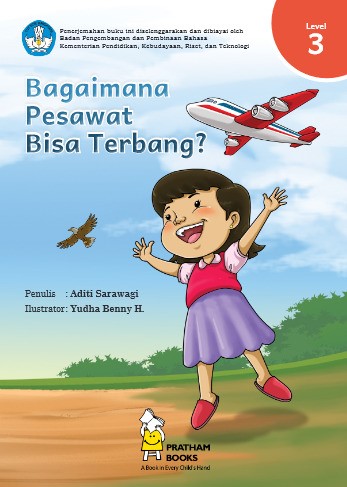 Penerjemahan buku ini diselenggarakan dan dibiayai oleh
Badan Pengembangan dan Pembinaan Bahasa
Kementerian Pendidikan, Kebudayaan, Riset, dan Teknologi
Level
3
Bagaimana
Pesawat
Bisa Terbang?
Penulis : Aditi Sarawagi
Ilustrator: Yudha Benny H.
PRATHAM
BOOKS
A Book in Every Child's Hand